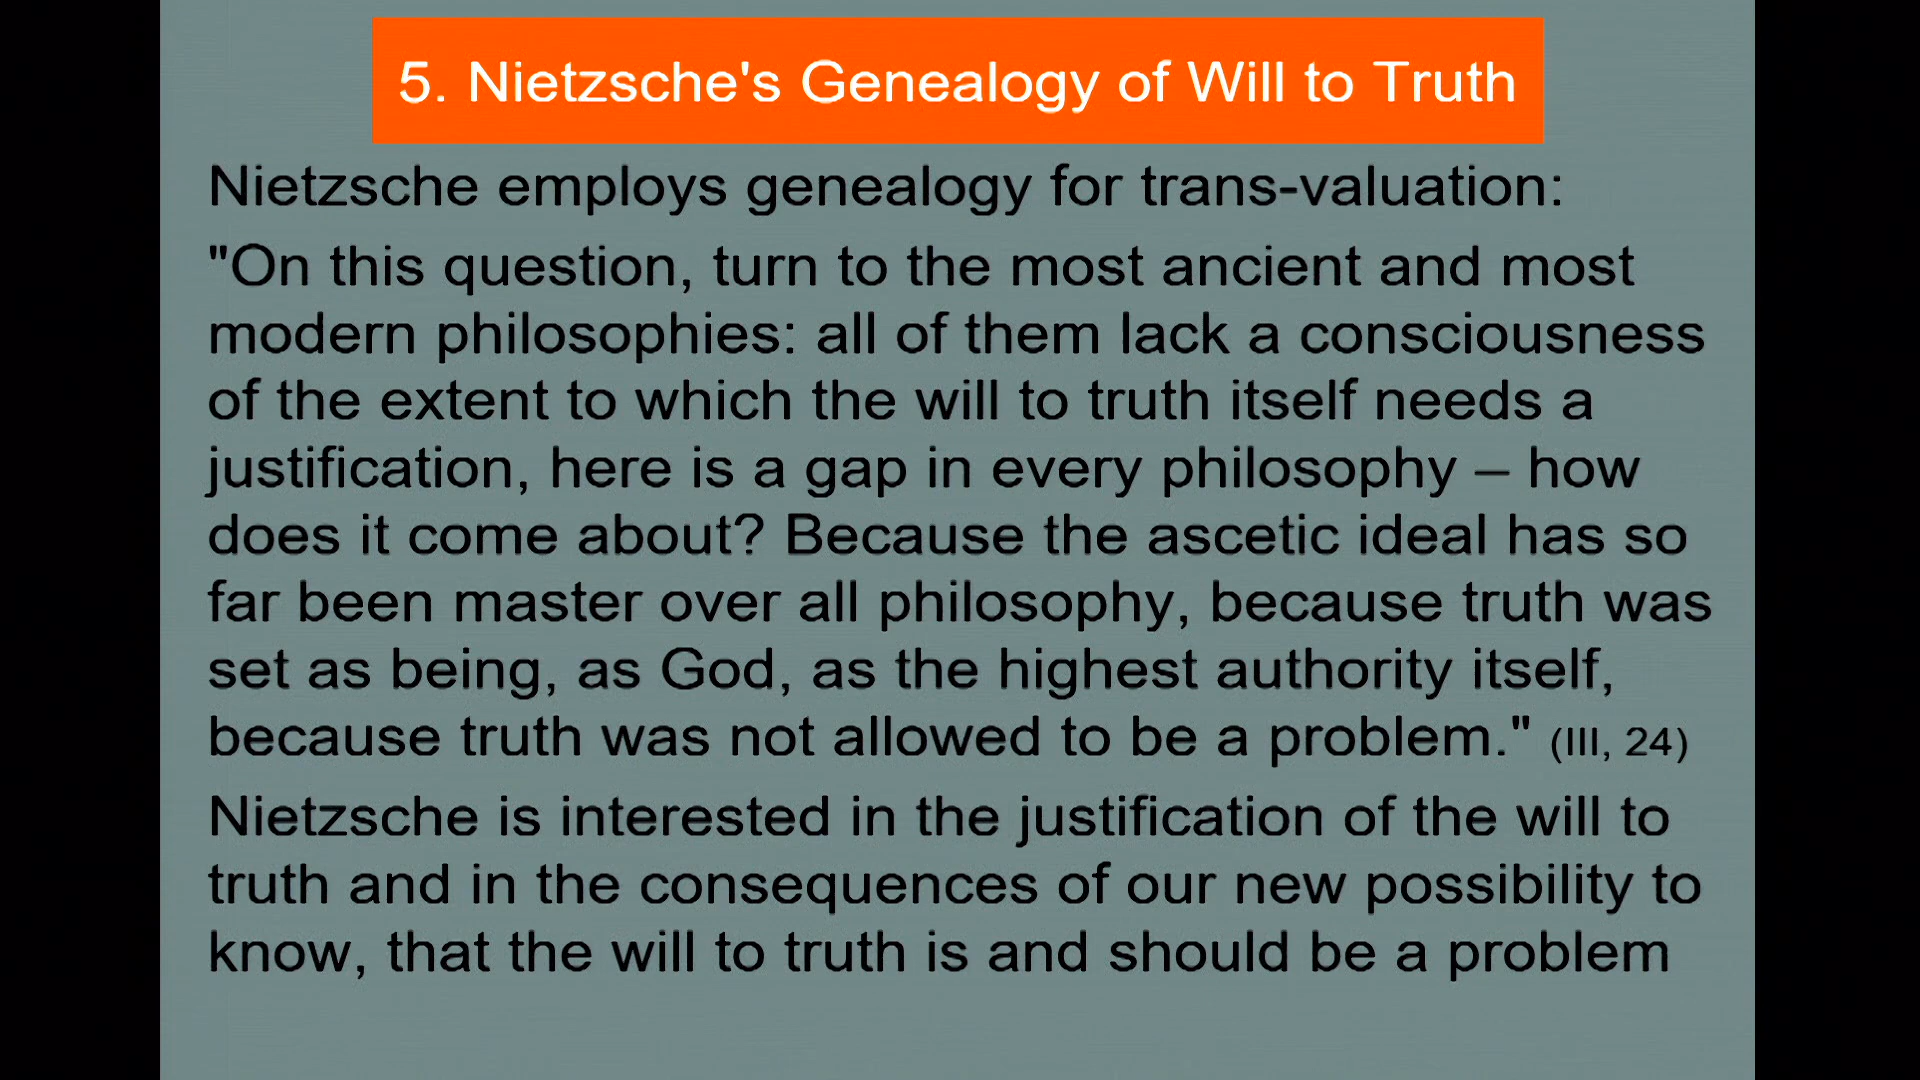 5. Nietzsche's Genealogy of Will to Truth
Nietzsche employs genealogy for trans-valuation:
"On this question, turn to the most ancient and most
modern philosophies: all of them lack a consciousness
of the extent to which the will to truth itself needs a
justification, here is a gap in every philosophy – how
does it come about? Because the ascetic ideal has so
far been master over all philosophy, because truth was
set as being, as God, as the highest authority itself,
because truth was not allowed to be a problem." (III, 24)
Nietzsche is interested in the justification of the will to
truth and in the consequences of our new possibility to
know, that the will to truth is and should be a problem